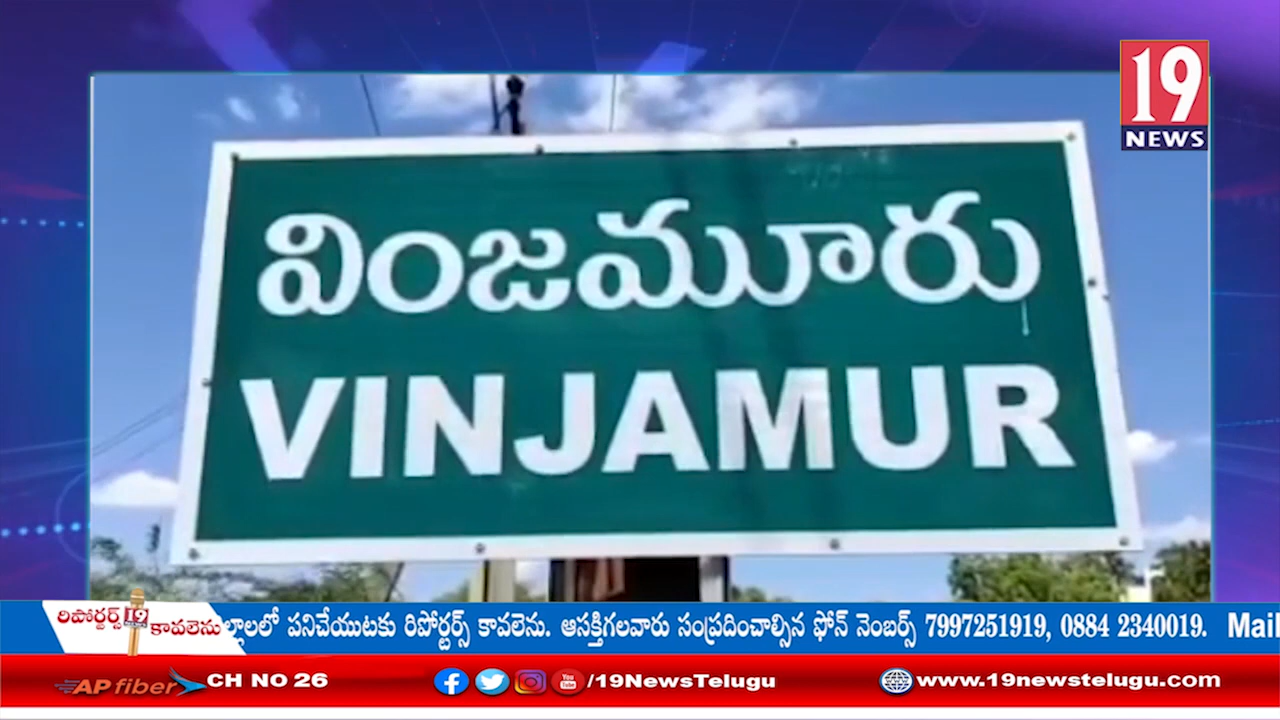 19
NEWS
వింజమూరు
VINJAMUR
రిపోర్టర్స్ 19 కావలెను
ల్లాలలో పనిచేయుటకు రిపోర్టర్స్ కావలెను. ఆసక్తిగలవారు సంప్రదించాల్సిన ఫోన్ నెంబర్స్ 7997251919, 0884 2340019. Mail
AP fiber CH NO 26 /19NewsTelugu www.19newstelugu.com